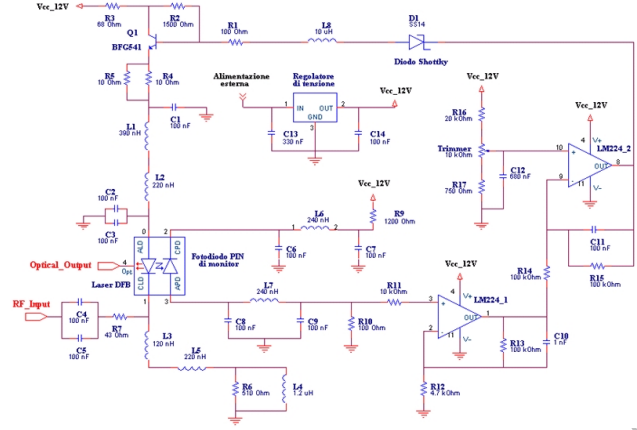 Vcc_12V
R3
68 Ohm
R2
1500 Ohm
Q1
BFG541
R1
100 Ohm
L8
10 uH
D1
SS14
Diodo Shottky
R5
10 Ohm
R4
10 Ohm
Alimentazione
esterna
Regolatore
di tensione
1
IN
OUT
2
GND
3
Vcc_12V
C13
330 nF
C14
100 nF
C1
100 nF
L1
390 nH
L2
220 nH
C2
100 nF
C3
100 nF
Vcc_12V
R16
20 kOhm
Trimmer
10 kOhm
R17
750 Ohm
C12
680 nF
Vcc_12V
LM224_2
4
V+
10
+
OUT
8
9
-
11
V-
C11
100 nF
R15
100 kOhm
R14
100 kOhm
Vcc_12V
R9
1200 Ohm
L6
240 nH
1
2
C6
100 nF
C7
100 nF
0
2
ALD
CPD
Fotodiodo PIN
di monitor
Optical_Output
4
Opt
CLD
APD
Laser DFB
1
3
RF_Input
C4
100 nF
C5
100 nF
R7
43 Ohm
L3
120 nH
L5
220 nH
R6
510 Ohm
L4
1.2 uH
L7
240 nH
C8
100 nF
C9
100 nF
R10
100 Ohm
R11
10 kOhm
Vcc_12V
LM224_1
4
V+
3
+
OUT
1
2
-
11
V-
R13
100 kOhm
C10
1 nF
R12
4.7 kOhm